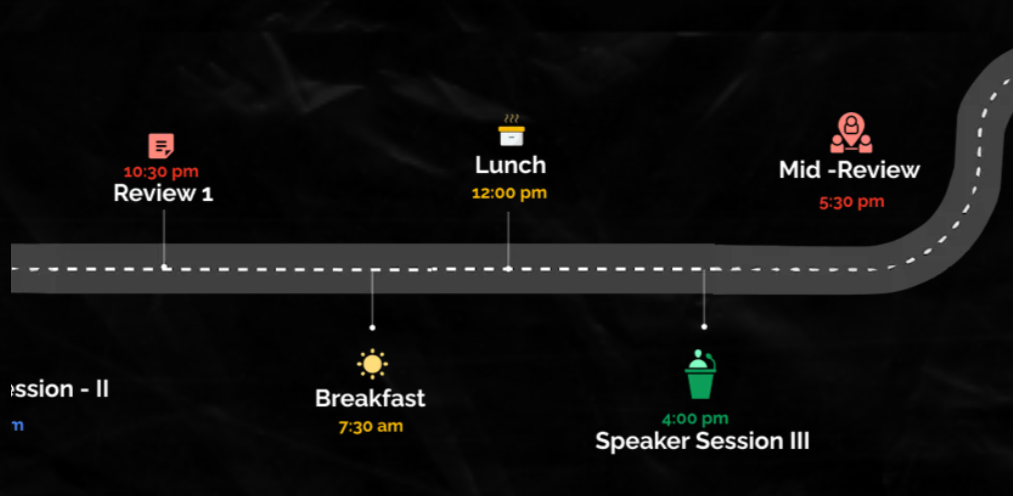 10:30 pm
Review 1
Lunch
12:00 pm
Mid -Review
5:30 pm
ession - II
m
Breakfast
7:30 am
4:00 pm
Speaker Session III